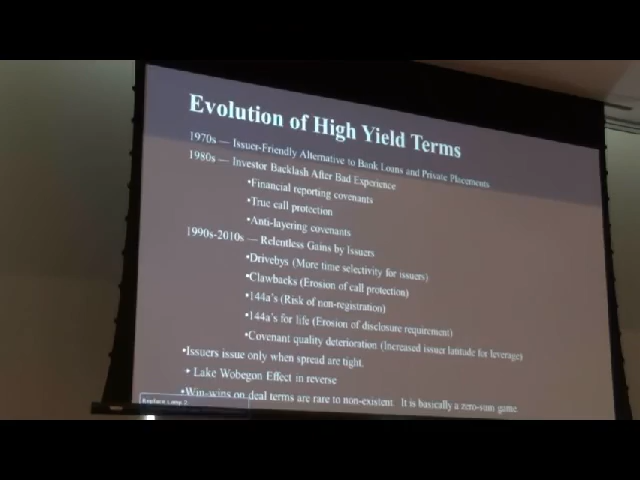 Evolution of High Yield Terms
1970s — Issuer-Friendly Alternative to Bank Loans and Private Placements
1980s — Investor Backlash After Bad Experience
•Financial reporting covenants
•True call protection
•Anti-layering covenants
1990s-2010s — Relentless Gains by Issuers
•Drivebys (More time selectivity for issuers)
•Clawbacks (Erosion of call protection)
•144a's (Risk of non-registration)
•144a's for life (Erosion of disclosure requirement)
•Covenant quality deterioration (Increased issuer latitude for leverage)
•Issuers issue only when spread are tight.
• Lake Wobegon Effect in reverse
•Win-wins on deal terms are rare to non-existent. It is basically a zero-sum game
Replace Lamp 2